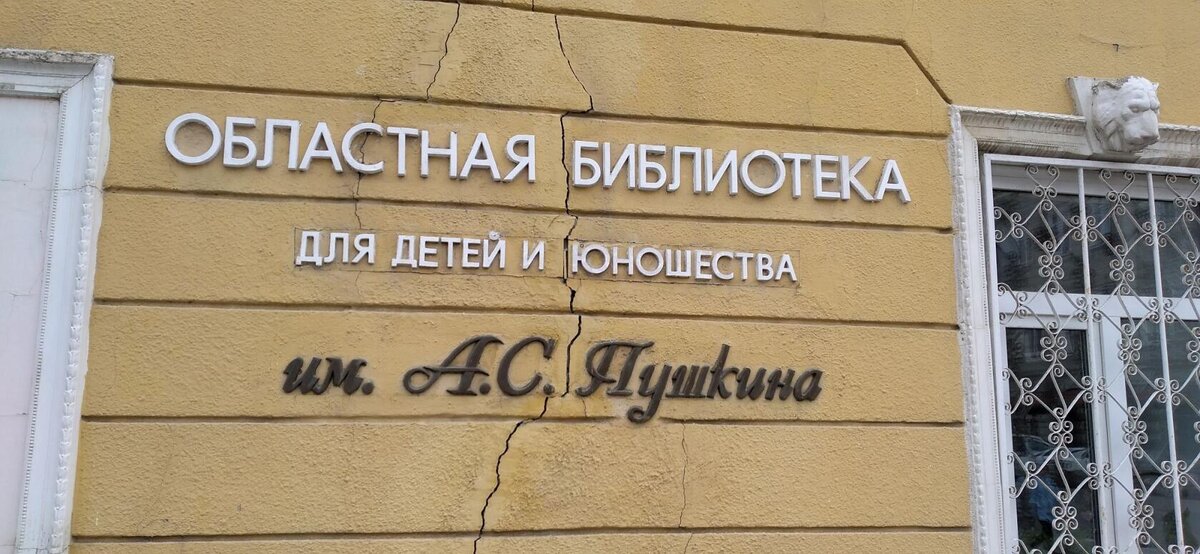 ОБЛАСТНАЯ БИБЛИОТЕКА
ДЛЯ ДЕТЕЙ И ЮНОШЕСТВА
им. А.С. Пушкина